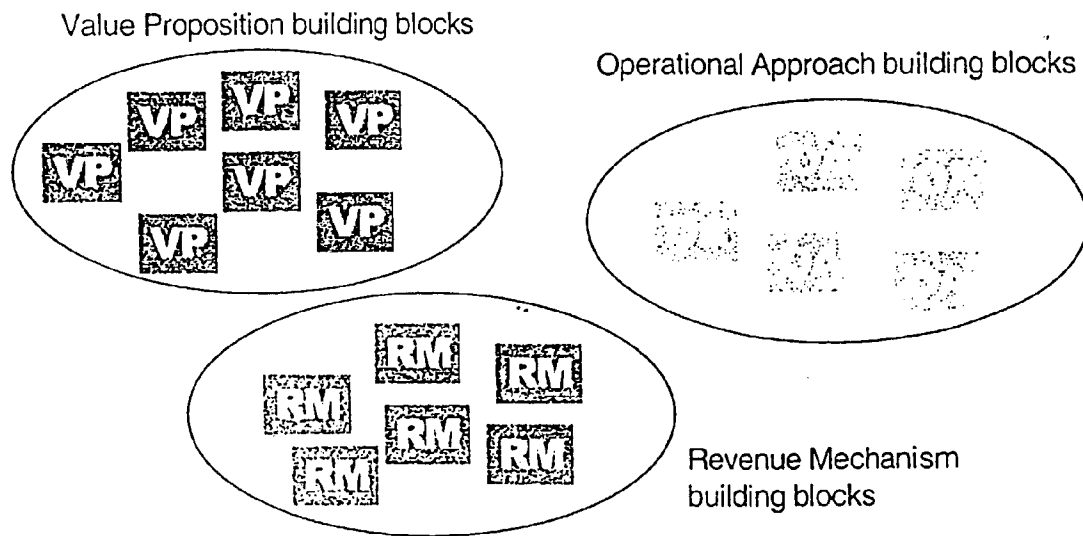 Value Proposition building blocks
VP
VP
VP
VP
VP
VP
VP
Operational Approach building blocks
RM
RM
RM
RM
RM
RM
Revenue Mechanism
building blocks